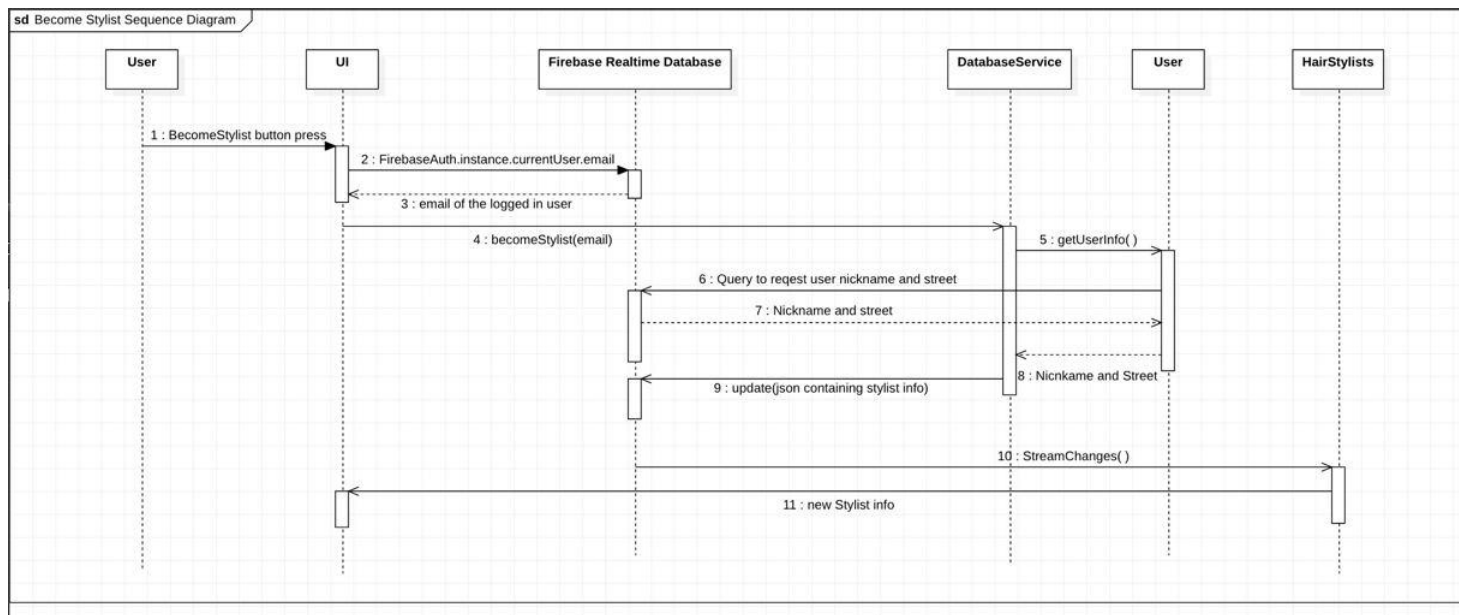 sd Become Stylist Sequence Diagram
User
UI
Firebase Realtime Database
DatabaseService
User
HairStylists
1 : BecomeStylist button press
2 : FirebaseAuth.instance.currentUser.email
3 : email of the logged in user
4 : becomeStylist(email)
5 : getUserInfo( )
6 : Query to reqest user nickname and street
7 : Nickname and street
8 : Nicnkame and Street
9 : update(json containing stylist info)
10 : StreamChanges( )
11 : new Stylist info